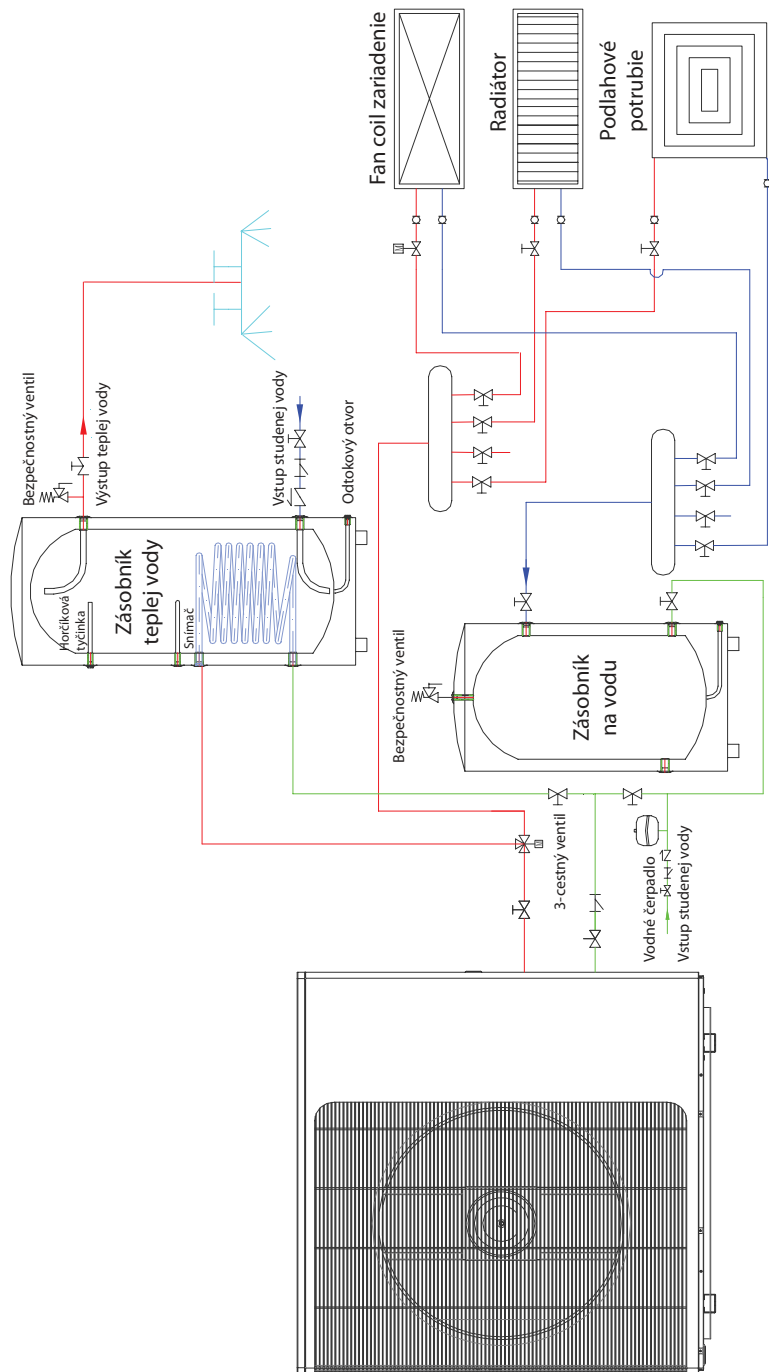 Bezpečnostný ventil
Výstup teplej vody
Vstup studenej vody
Odtokový otvor
Horčíková
tyčinka
Zásobník
teplej vody
Snímač
Fan coil zariadenie
Radiátor
Podlahové
potrubie
Bezpečnostný ventil
Zásobník
na vodu
3-cestný ventil
Vodné čerpadlo
Vstup studenej vody
M
M